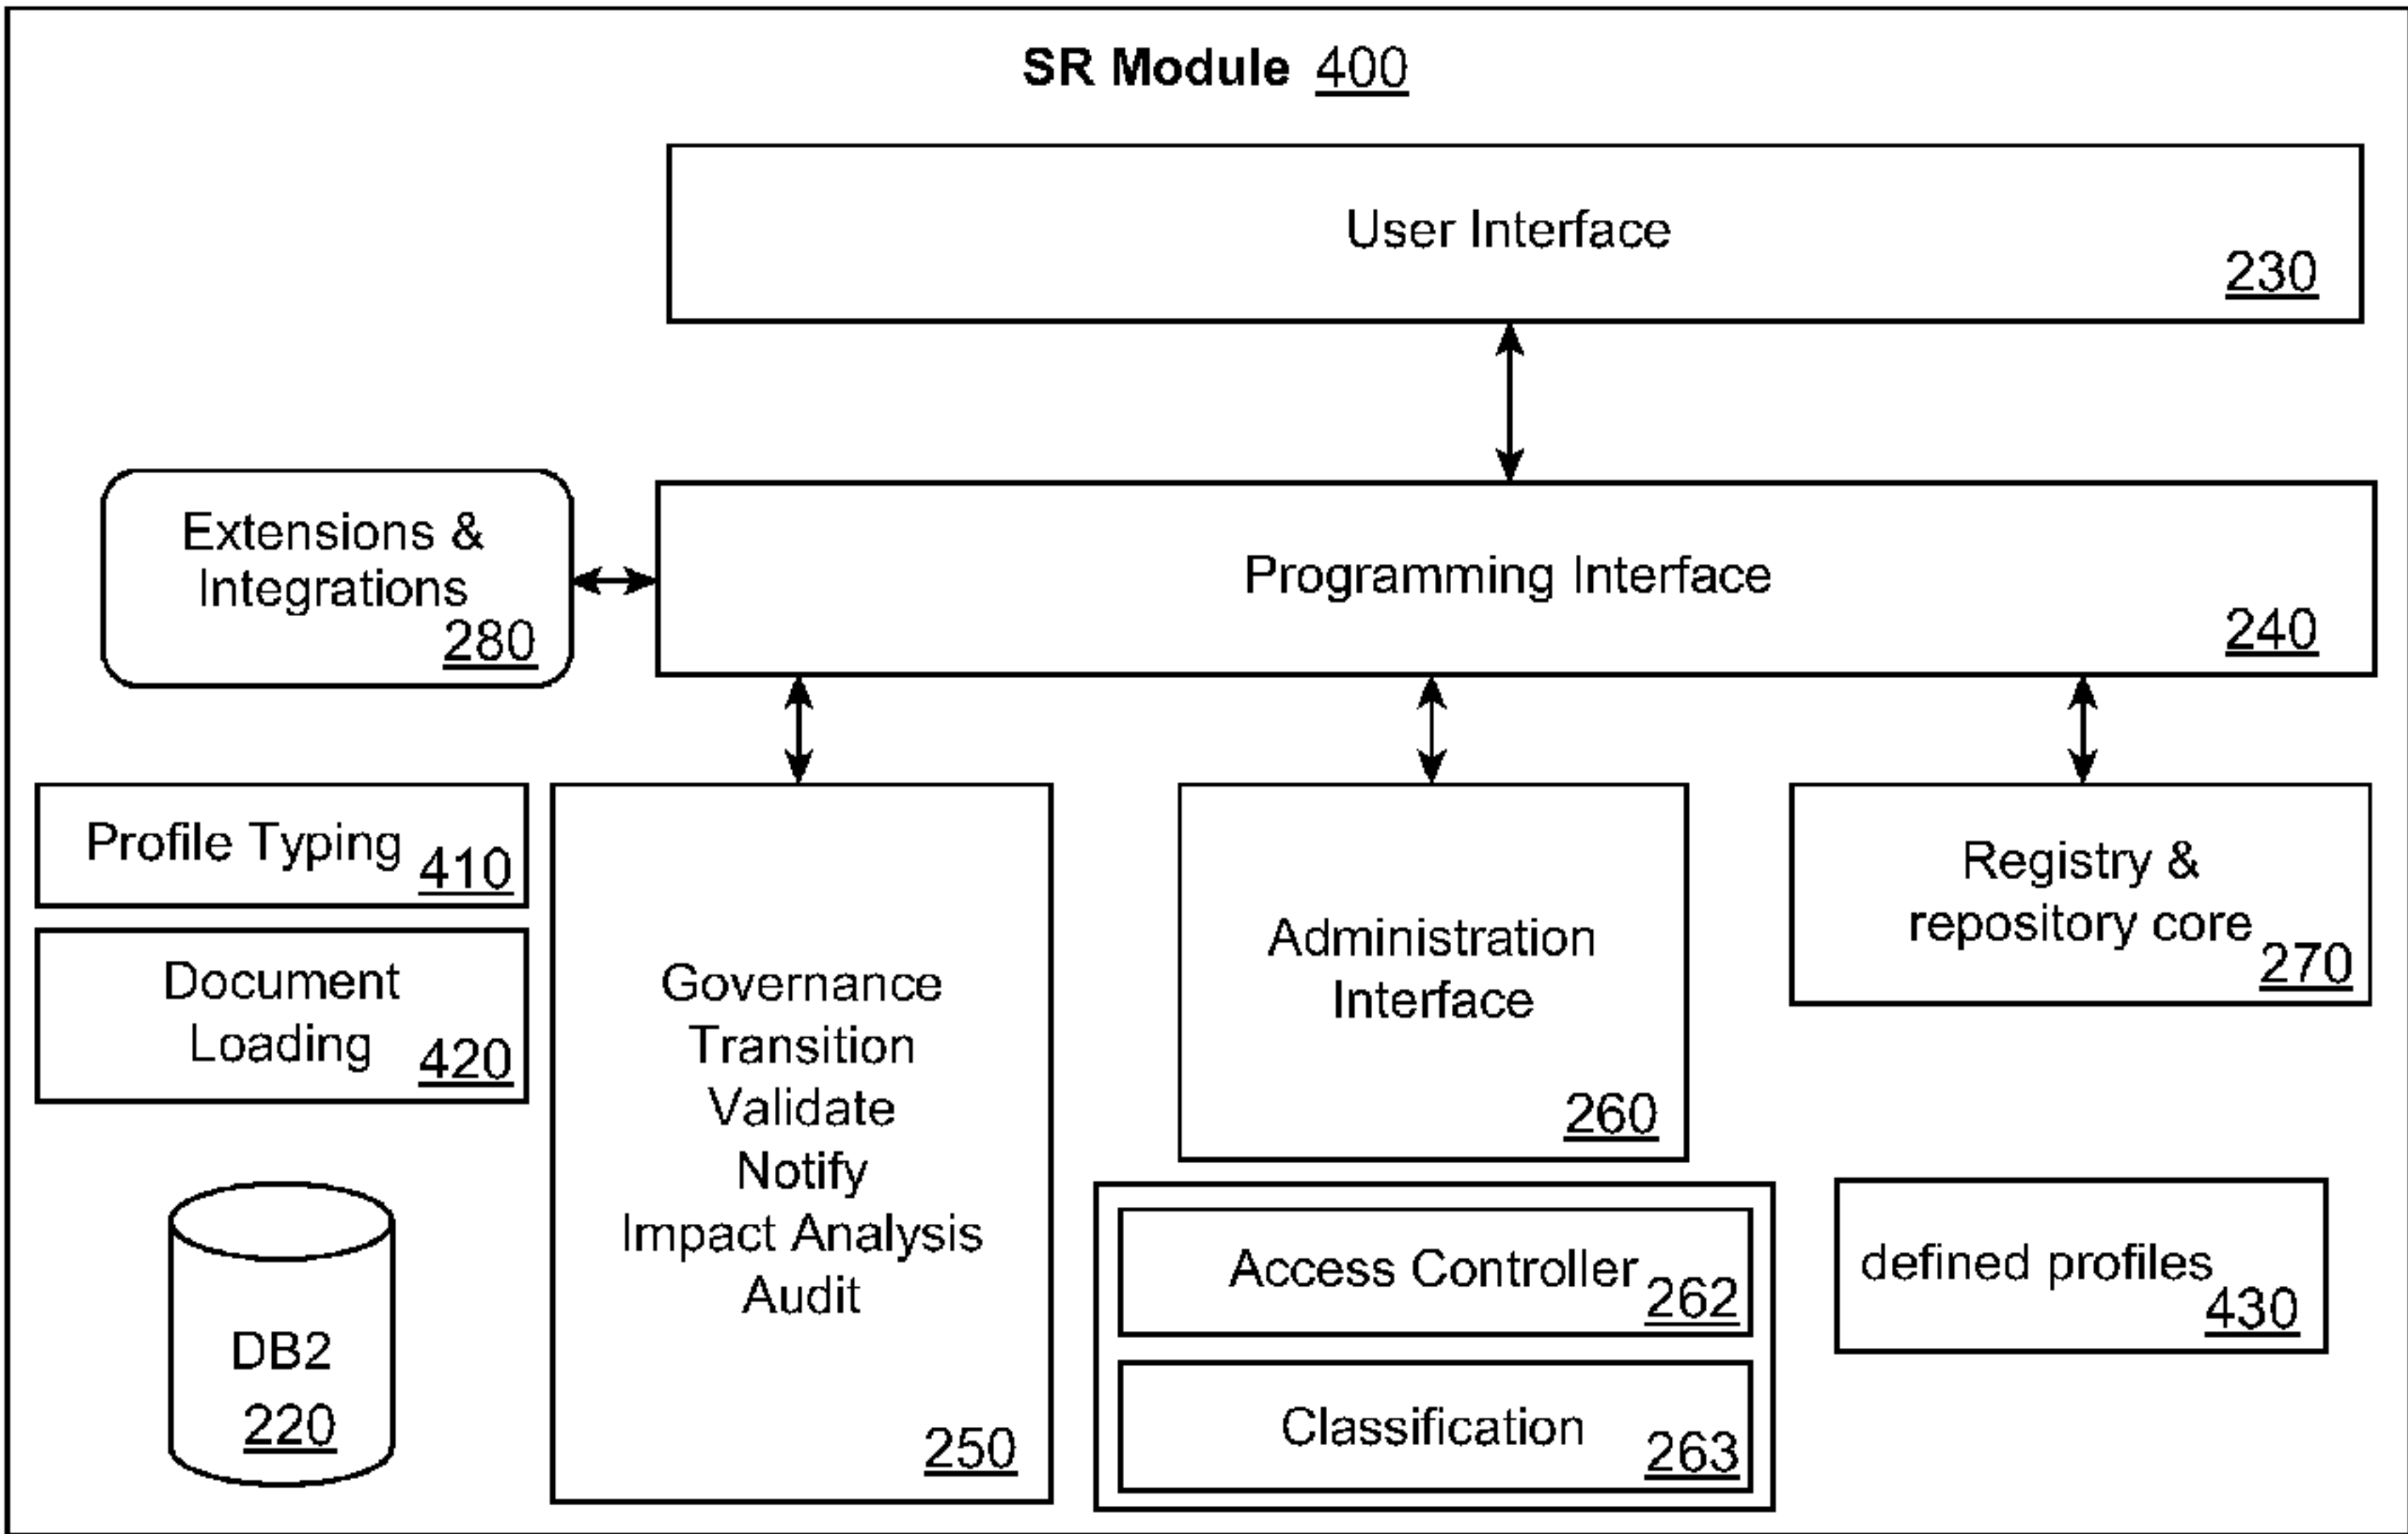 SR Module 400
User Interface
230
Extensions &
Integrations
280
Programming Interface
240
Profile Typing 410
Document
Loading 420
DB2
220
Governance
Transition
Validate
Notify
Impact Analysis
Audit
250
Administration
Interface
260
Access Controller 262
Classification 263
Registry &
repository core
270
defined profiles
430